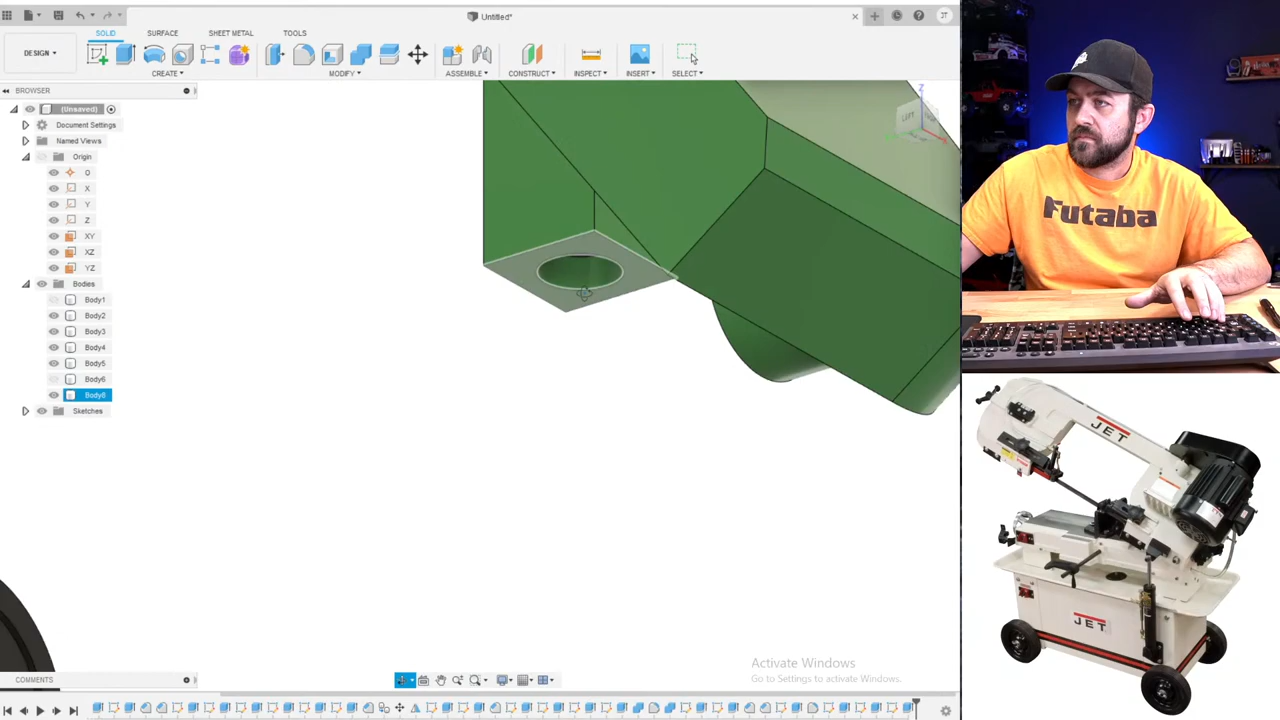 Untitled*
JT
DESIGN
SOLID
SURFACE
SHEET METAL
TOOLS
CREATE
MODIFY
ASSEMBLE
CONSTRUCT
INSPECT
INSERT
SELECT
BROWSER
(Unsaved)
Document Settings
Named Views
Origin
O
X
Y
Z
XY
XZ
YZ
Bodies
Body1
Body2
Body3
Body4
Body5
Body6
Body8
Sketches
Z
LEFT
Futaba
JET
JET
COMMENTS
Activate Windows
Go to Settings to activate Windows.